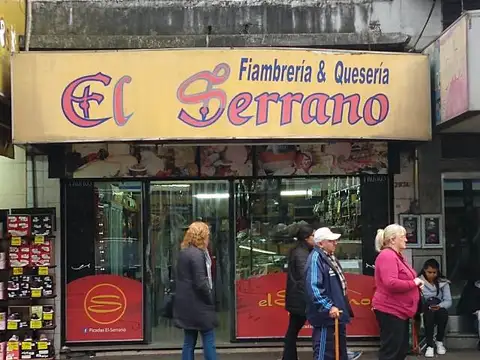 Fiambrería & Quesería
El Serrano
el Serrano
Picadas El Serrano